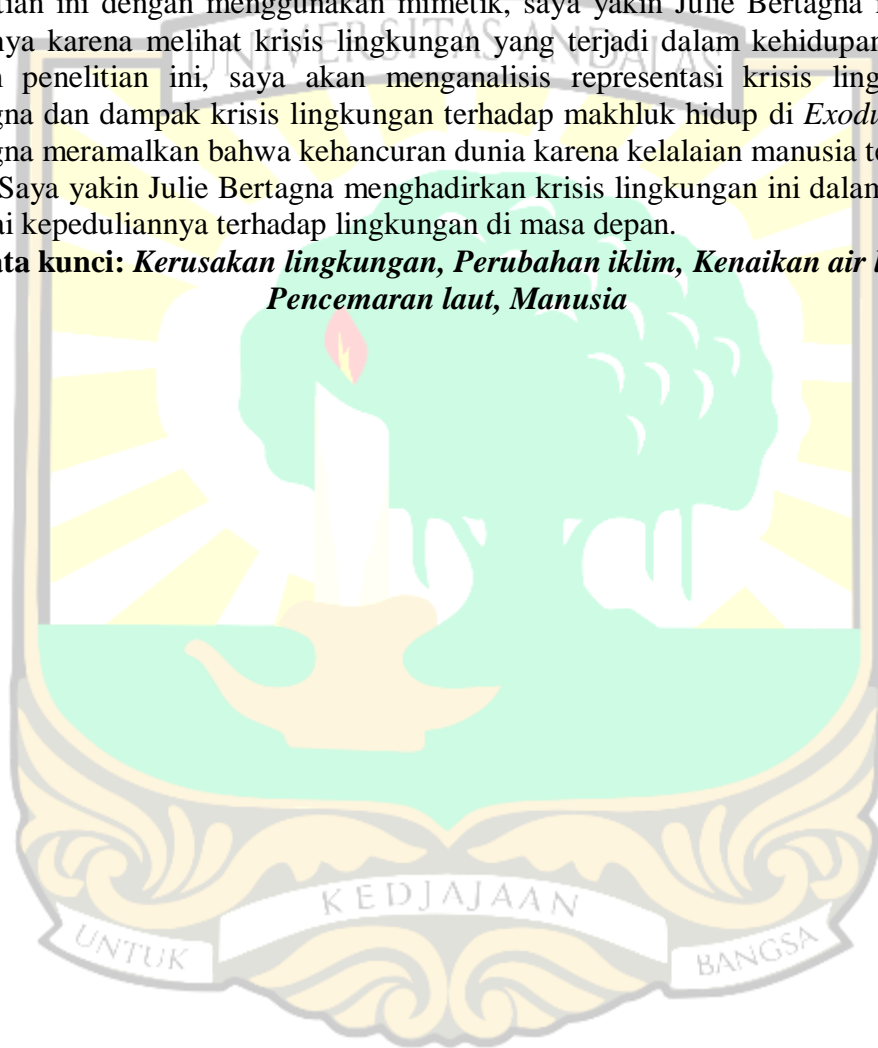 tian ini dengan menggunakan mimetik, saya yakin Julie Bertagna
nya karena melihat krisis lingkungan yang terjadi dalam kehidupan
penelitian ini, saya akan menganalisis representasi krisis ling
gna dan dampak krisis lingkungan terhadap makhluk hidup di Exodu
gna meramalkan bahwa kehancuran dunia karena kelalaian manusia te
Saya yakin Julie Bertagna menghadirkan krisis lingkungan ini dalam
ai kepeduliannya terhadap lingkungan di masa depan.
ata kunci: Kerusakan lingkungan, Perubahan iklim, Kenaikan air l
Pencemaran laut, Manusia
UNIVERSITAS ANDALAS
KEDJAJAAN
UNTUK
BANGSA